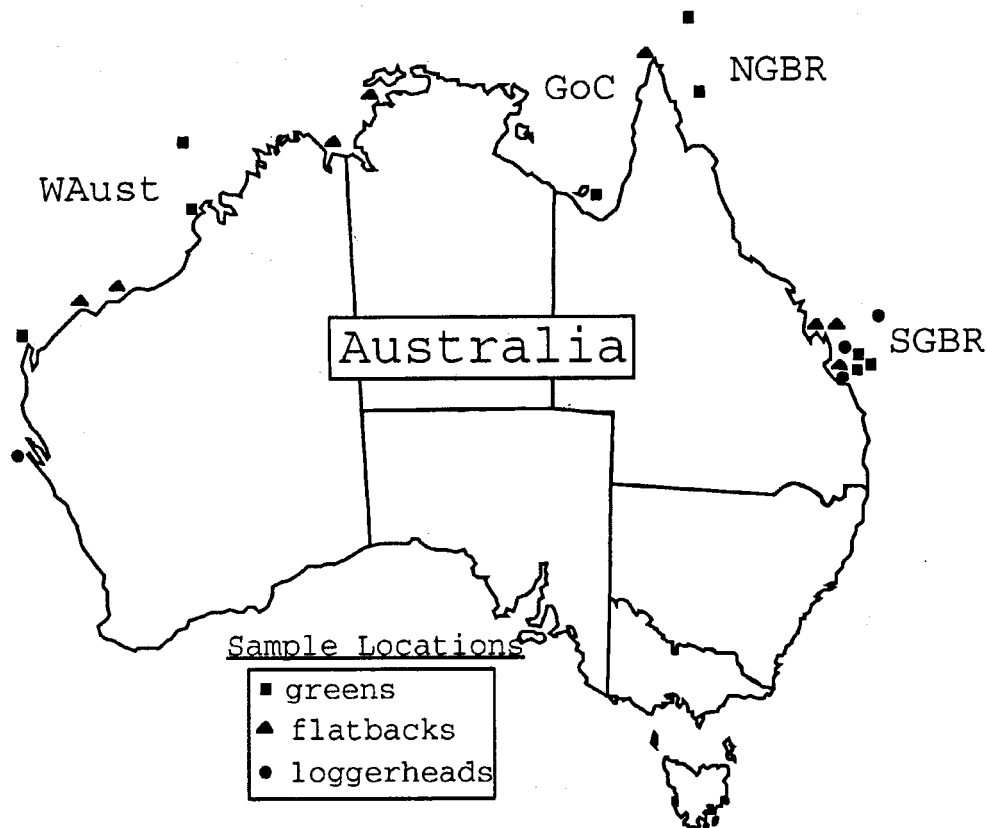 NGBR
GoC
WAust
Australia
SGBR
Sample Locations
greens
flatbacks
loggerheads